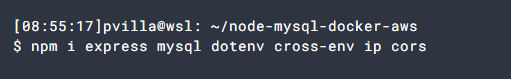 [08:55:17]pvilla@wsl: ~/node-mysql-docker-aws
$ npm i express mysql dotenv cross-env ip cors